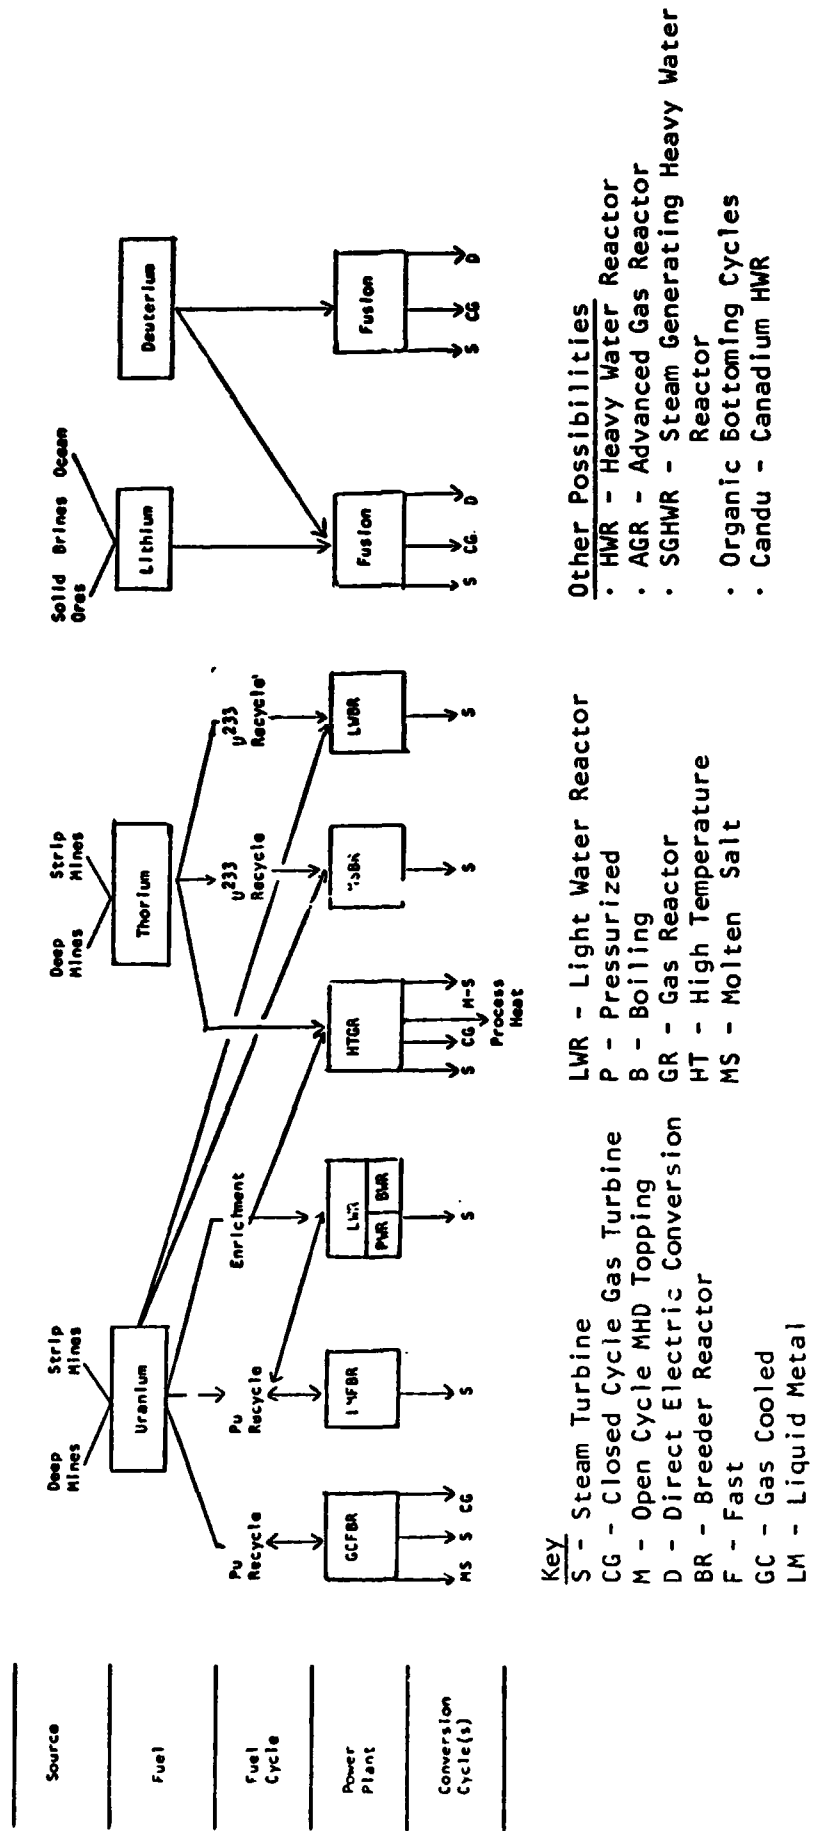 Source
Deep Mines
Strip Mines
Deep Mines
Strip Mines
Solid Ores
Brines
Ocean
Fuel
Uranium
Thorium
Lithium
Deuterium
Fuel Cycle
Pu Recycle
Pu Recycle
Enrichment
U233 Recycle
U233 Recycle
Power Plant
GCFBR
LMFBR
LWR
PWR
BWR
HTGR
MSBR
LWBR
Fusion
Fusion
Conversion Cycle(s)
MS
S
CG
S
S
S
CG
M-S
Process Heat
S
S
S
CG
D
S
CG
D
Key
S - Steam Turbine
CG - Closed Cycle Gas Turbine
M - Open Cycle MHD Topping
D - Direct Electric Conversion
BR - Breeder Reactor
F - Fast
GC - Gas Cooled
LM - Liquid Metal
LWR - Light Water Reactor
P - Pressurized
B - Boiling
GR - Gas Reactor
HT - High Temperature
MS - Molten Salt
Other Possibilities
· HWR - Heavy Water Reactor
· AGR - Advanced Gas Reactor
· SGHWR - Steam Generating Heavy Water
Reactor
· Organic Bottoming Cycles
· Candu - Canadium HWR